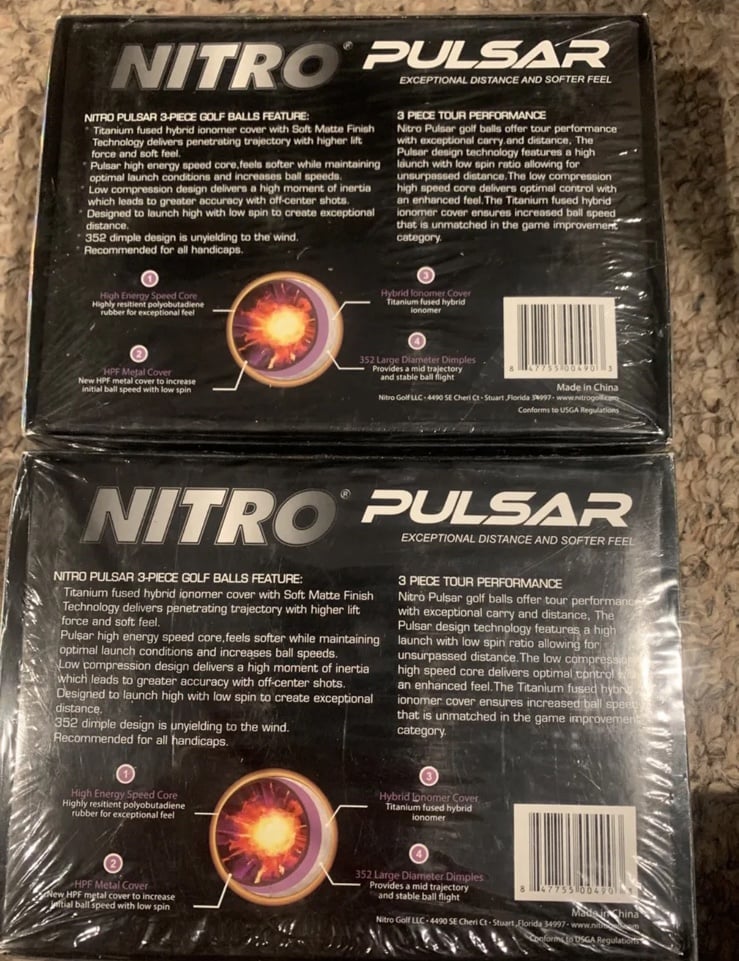 NITRO® PULSAR
EXCEPTIONAL DISTANCE AND SOFTER FEEL
NITRO PULSAR 3-PIECE GOLF BALLS FEATURE:
Titanium fused hybrid ionomer cover with Soft Matte Finish
Technology delivers penetrating trajectory with higher lift
force and soft feel.
Pulsar high energy speed core,feels softer while maintaining
optimal launch conditions and increases ball speeds.
Low compression design delivers a high moment of inertia
which leads to greater accuracy with off-center shots.
Designed to launch high with low spin to create exceptional
distance.
352 dimple design is unyielding to the wind.
Recommended for all handicaps.
3 PIECE TOUR PERFORMANCE
Nitro Pulsar golf balls offer tour performance
with exceptional carry and distance, The
Pulsar design technology features a high
launch with low spin ratio allowing for
unsurpassed distance.The low compression
high speed core delivers optimal control with
an enhanced feel.The Titanium fused hybrid
ionomer cover ensures increased ball speed
that is unmatched in the game improvement
category.
1
High Energy Speed Core
Highly resitient polyobutadiene
rubber for exceptional feel
2
HPF Metal Cover
New HPF metal cover to increase
initial ball speed with low spin
3
Hybrid Ionomer Cover
Titanium fused hybrid
ionomer
4
352 Large Diameter Dimples
Provides a mid trajectory
and stable ball flight
8 47755 00490 3
Made in China
Nitro Golf LLC • 4490 SE Cheri Ct • Stuart ,Florida 34997 • www.nitrogolf.com
Conforms to USGA Regulations
NITRO® PULSAR
EXCEPTIONAL DISTANCE AND SOFTER FEEL
NITRO PULSAR 3-PIECE GOLF BALLS FEATURE:
Titanium fused hybrid ionomer cover with Soft Matte Finish
Technology delivers penetrating trajectory with higher lift
force and soft feel.
Pulsar high energy speed core,feels softer while maintaining
optimal launch conditions and increases ball speeds.
Low compression design delivers a high moment of inertia
which leads to greater accuracy with off-center shots.
Designed to launch high with low spin to create exceptional
distance,
352 dimple design is unyielding to the wind.
Recommended for all handicaps.
3 PIECE TOUR PERFORMANCE
Nitro Pulsar golf balls offer tour performance
with exceptional carry and distance, The
Pulsar design technology features a high
launch with low spin ratio allowing for
unsurpassed distance.The low compression
high speed core delivers optimal control
an enhanced feel.The Titanium fused hybrid
ionomer cover ensures increased ball speed
that is unmatched in the game improvement
category.
1
High Energy Speed Core
Highly resitient polyobutadiene
rubber for exceptional feel
2
HPF Metal Cover
New HPF metal cover to increase
initial ball speed with low spin
3
Hybrid Ionomer Cover
Titanium fused hybrid
ionomer
4
352 Large Diameter Dimples
Provides a mid trajectory
and stable ball flight
8 47755 00490 3
Made in China
Nitro Golf LLC • 4490 SE Cheri Ct • Stuart ,Florida 34997 •
Conforms to USGA Regulations